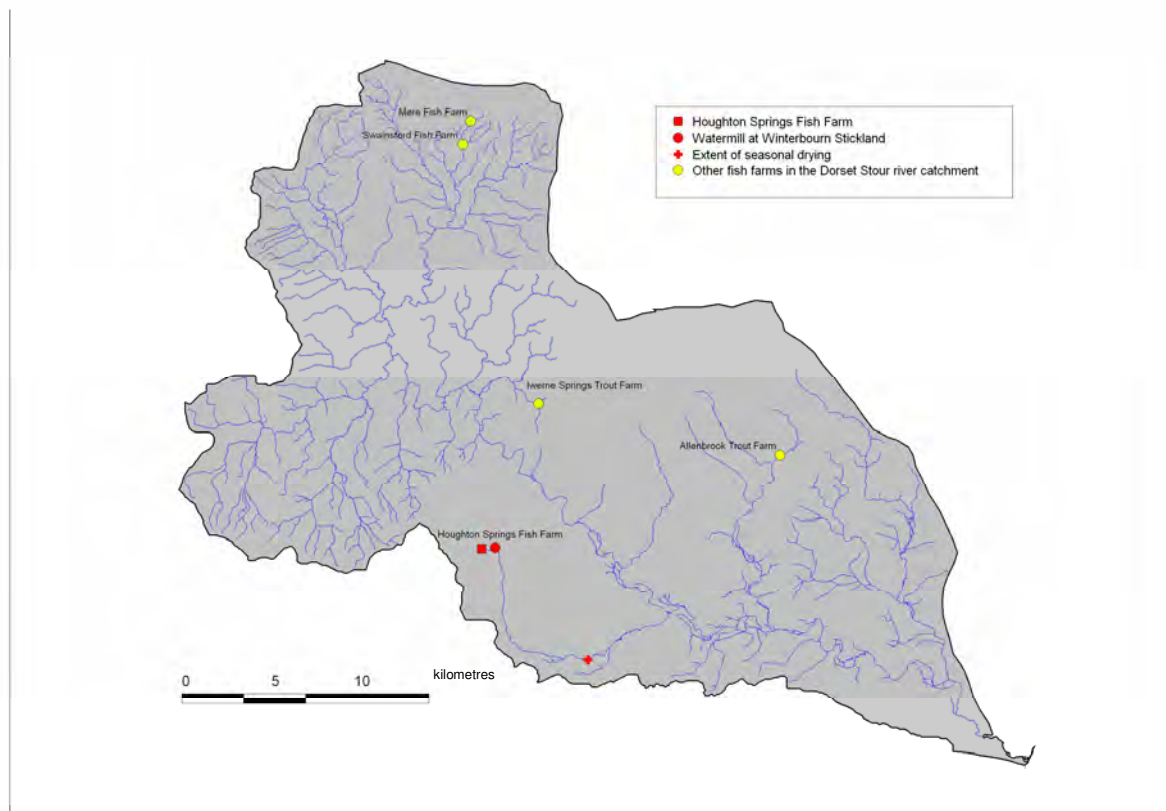 Mere Fish Farm
Swainsford Fish Farm
Houghton Springs Fish Farm
Watermill at Winterbourn Stickland
Extent of seasonal drying
Other fish farms in the Dorset Stour river catchment
Iwerne Springs Trout Farm
Allenbrook Trout Farm
Houghton Springs Fish Farm
0 5 10 kilometres